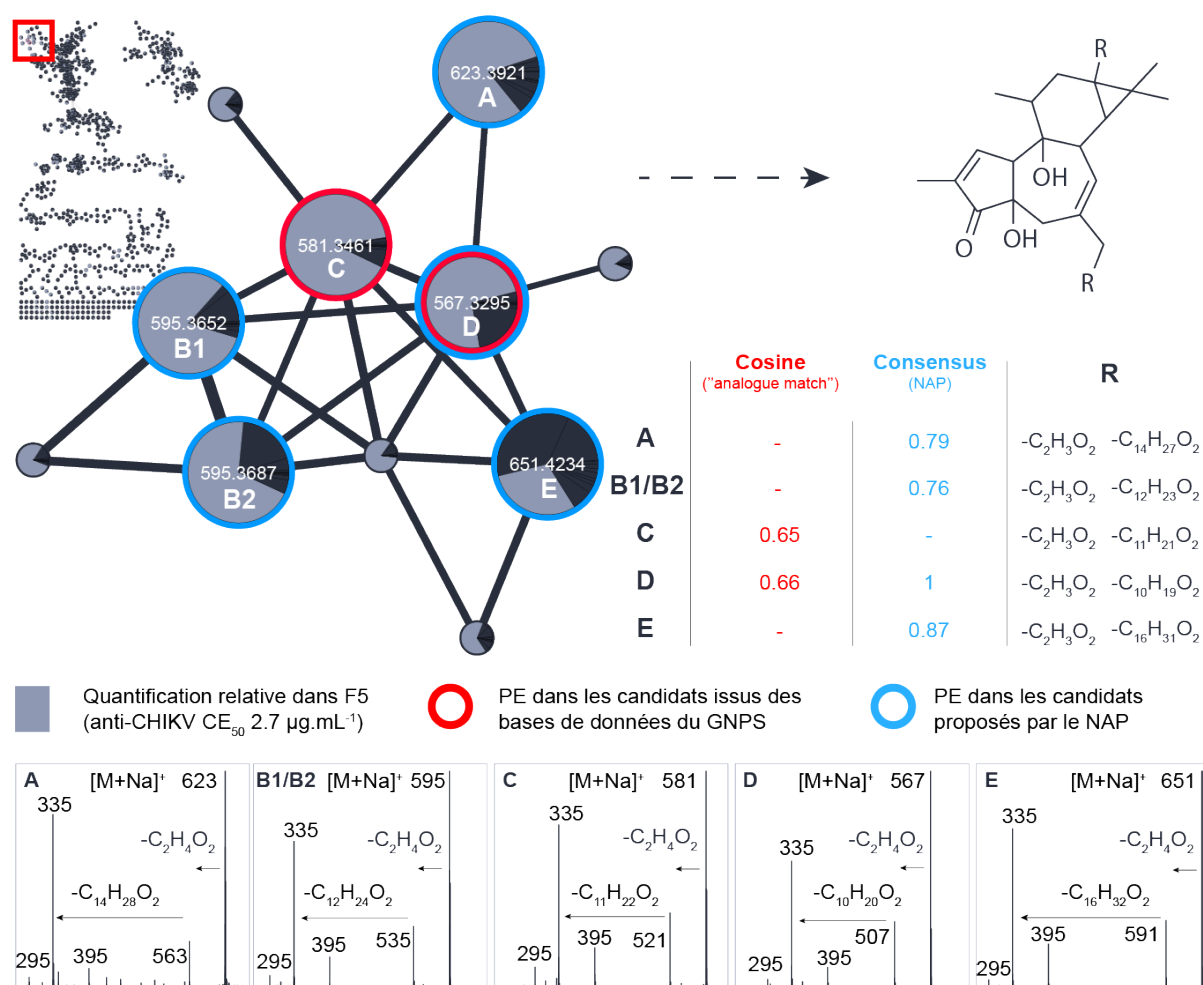 623.3921
A
581.3461
C
567.3295
D
595.3652
B1
595.3687
B2
651.4234
E
R
OH
OH
O
R
Cosine Consensus R
("analogue match") (NAP)
A - 0.79 -C₂H₃O₂ -C₁₄H₂₇O₂
B1/B2 - 0.76 -C₂H₃O₂ -C₁₂H₂₃O₂
C 0.65 - -C₂H₃O₂ -C₁₁H₂₁O₂
D 0.66 1 -C₂H₃O₂ -C₁₀H₁₉O₂
E - 0.87 -C₂H₃O₂ -C₁₆H₃₁O₂
Quantification relative dans F5
(anti-CHIKV CE₅₀ 2.7 µg.mL⁻¹)
PE dans les candidats issus des
bases de données du GNPS
PE dans les candidats
proposés par le NAP
A [M+Na]⁺ 623
335
-C₂H₄O₂
-C₁₄H₂₈O₂
295 395 563
B1/B2 [M+Na]⁺ 595
335
-C₂H₄O₂
-C₁₂H₂₄O₂
295 395 535
C [M+Na]⁺ 581
335
-C₂H₄O₂
-C₁₁H₂₂O₂
295 395 521
D [M+Na]⁺ 567
335
-C₂H₄O₂
-C₁₀H₂₀O₂
295 395 507
E [M+Na]⁺ 651
335
-C₂H₄O₂
-C₁₆H₃₂O₂
295 395 591